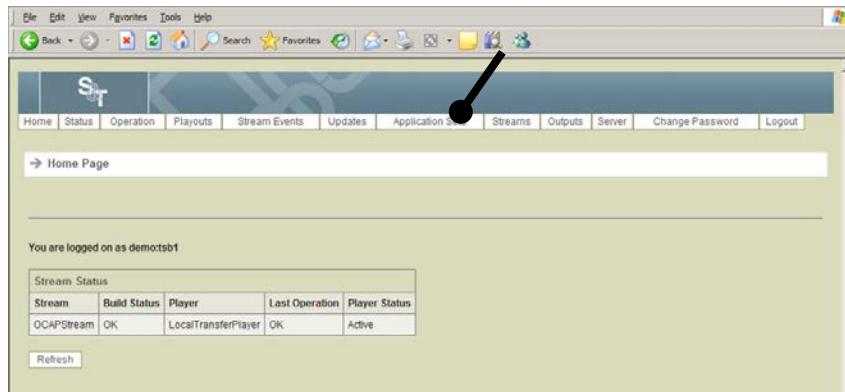 File Edit View Favorites Tools Help
Back Search Favorites
S&T
Home Status Operation Playouts Stream Events Updates Application Streams Outputs Server Change Password Logout
→ Home Page
You are logged on as demo:tsb1
Stream Status
Stream Build Status Player Last Operation Player Status
OCAPStream OK LocalTransferPlayer OK Active
Refresh